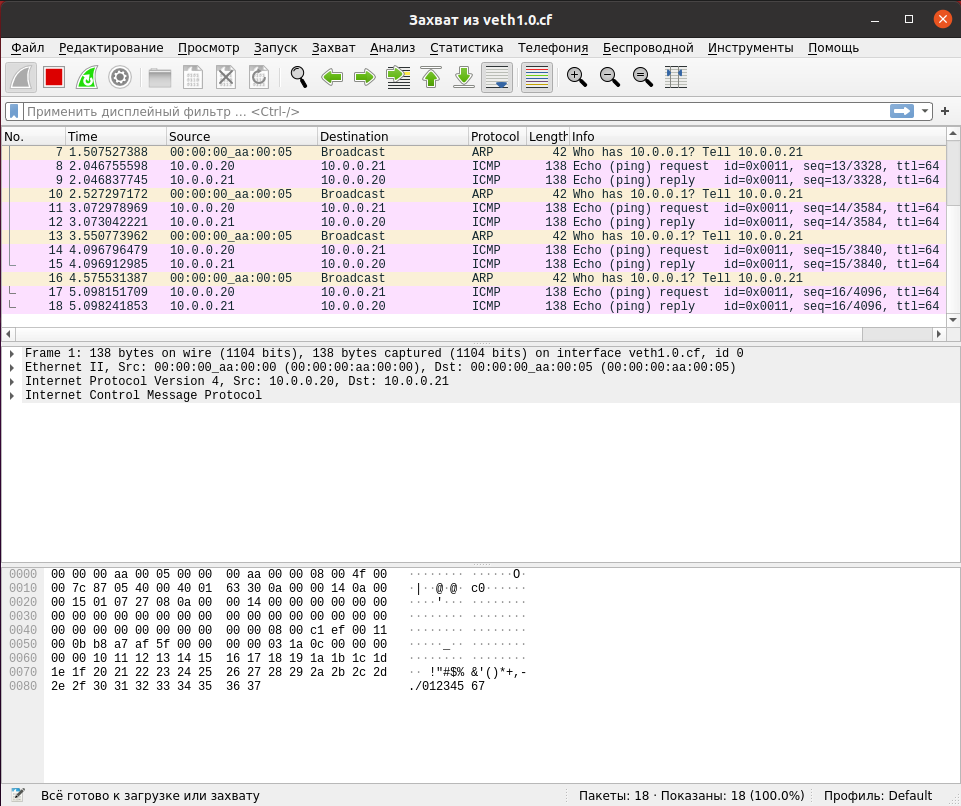 Захват из veth1.0.cf
Файл Редактирование Просмотр Запуск Захват Анализ Статистика Телефония Беспроводной Инструменты Помощь
Применить дисплейный фильтр … <Ctrl-/>
No. Time Source Destination Protocol Length Info
7 1.507527388 00:00:00_aa:00:05 Broadcast ARP 42 Who has 10.0.0.1? Tell 10.0.0.21
8 2.046755598 10.0.0.20 10.0.0.21 ICMP 138 Echo (ping) request id=0x0011, seq=13/3328, ttl=64
9 2.046837745 10.0.0.21 10.0.0.20 ICMP 138 Echo (ping) reply id=0x0011, seq=13/3328, ttl=64
10 2.527297172 00:00:00_aa:00:05 Broadcast ARP 42 Who has 10.0.0.1? Tell 10.0.0.21
11 3.072978969 10.0.0.20 10.0.0.21 ICMP 138 Echo (ping) request id=0x0011, seq=14/3584, ttl=64
12 3.073042221 10.0.0.21 10.0.0.20 ICMP 138 Echo (ping) reply id=0x0011, seq=14/3584, ttl=64
13 3.550773962 00:00:00_aa:00:05 Broadcast ARP 42 Who has 10.0.0.1? Tell 10.0.0.21
14 4.096796479 10.0.0.20 10.0.0.21 ICMP 138 Echo (ping) request id=0x0011, seq=15/3840, ttl=64
15 4.096912985 10.0.0.21 10.0.0.20 ICMP 138 Echo (ping) reply id=0x0011, seq=15/3840, ttl=64
16 4.575531387 00:00:00_aa:00:05 Broadcast ARP 42 Who has 10.0.0.1? Tell 10.0.0.21
17 5.098151709 10.0.0.20 10.0.0.21 ICMP 138 Echo (ping) request id=0x0011, seq=16/4096, ttl=64
18 5.098241853 10.0.0.21 10.0.0.20 ICMP 138 Echo (ping) reply id=0x0011, seq=16/4096, ttl=64
Frame 1: 138 bytes on wire (1104 bits), 138 bytes captured (1104 bits) on interface veth1.0.cf, id 0
Ethernet II, Src: 00:00:00_aa:00:00 (00:00:00:aa:00:00), Dst: 00:00:00_aa:00:05 (00:00:00:aa:00:05)
Internet Protocol Version 4, Src: 10.0.0.20, Dst: 10.0.0.21
Internet Control Message Protocol
0000 00 00 00 aa 00 05 00 00 00 aa 00 00 08 00 4f 00 ········ ······O·
0010 00 7c 87 05 40 00 40 01 63 30 0a 00 00 14 0a 00 ·|··@·@· c0······
0020 00 15 01 07 27 08 0a 00 00 14 00 00 00 00 00 00 ····'··· ········
0030 00 00 00 00 00 00 00 00 00 00 00 00 00 00 00 00 ········ ········
0040 00 00 00 00 00 00 00 00 00 00 08 00 c1 ef 00 11 ········ ········
0050 00 0b b8 a7 af 5f 00 00 00 00 03 1a 0c 00 00 00 ·····_·· ········
0060 00 00 10 11 12 13 14 15 16 17 18 19 1a 1b 1c 1d ········ ········
0070 1e 1f 20 21 22 23 24 25 26 27 28 29 2a 2b 2c 2d ·· !"#$% &'()*+,-
0080 2e 2f 30 31 32 33 34 35 36 37 ./012345 67
Всё готово к загрузке или захвату Пакеты: 18 · Показаны: 18 (100.0%) Профиль: Default